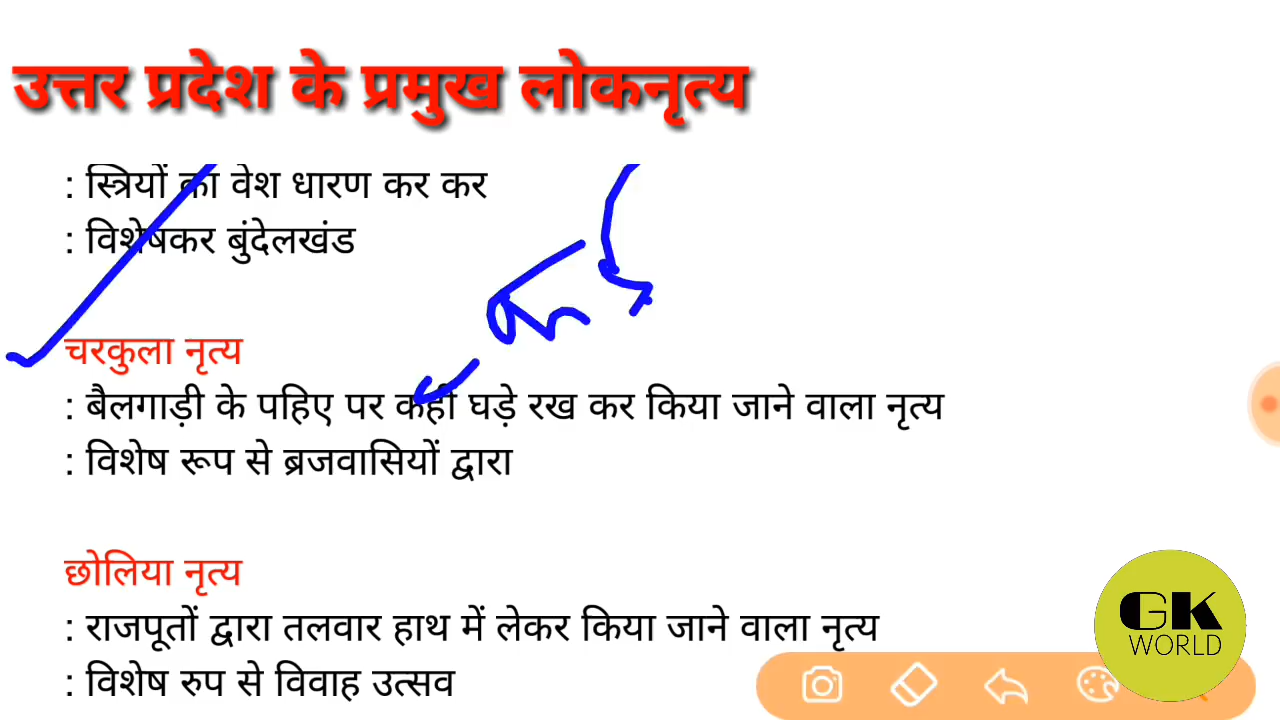 उत्तर प्रदेश के प्रमुख लोकनृत्य
: स्त्रियों का वेश धारण कर कर
: विशेषकर बुंदेलखंड
चरकुला नृत्य
: बैलगाड़ी के पहिए पर कहीं घड़े रख कर किया जाने वाला नृत्य
: विशेष रूप से ब्रजवासियों द्वारा
छोलिया नृत्य
: राजपूतों द्वारा तलवार हाथ में लेकर किया जाने वाला नृत्य
: विशेष रुप से विवाह उत्सव
GK
WORLD